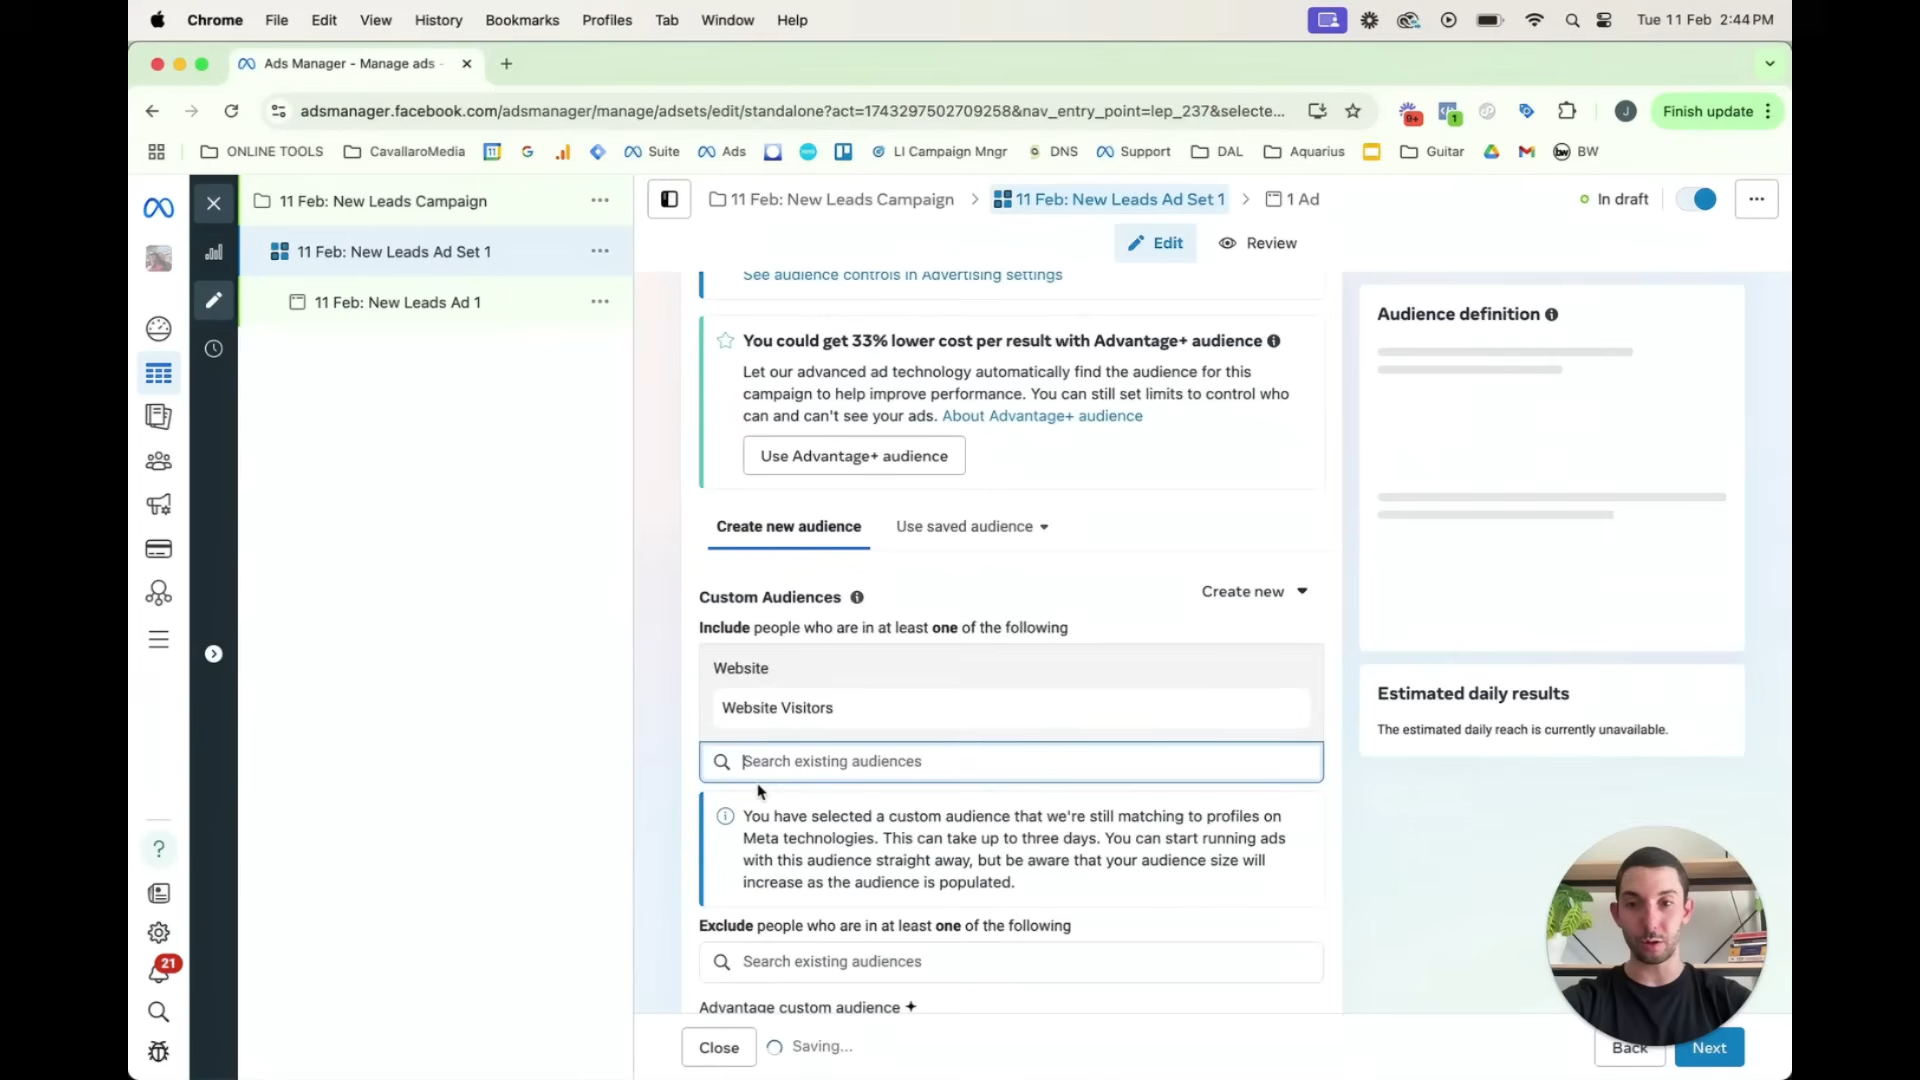 Chrome File Edit View History Bookmarks Profiles Tab Window Help Tue 11 Feb 2:44 PM
Ads Manager - Manage ads -
adsmanager.facebook.com/adsmanager/manage/adsets/edit/standalone?act=1743297502709258&nav_entry_point=lep_237&selecte...
9+ 1 J Finish update
ONLINE TOOLS CavallaroMedia 11 G Suite Ads LI Campaign Mngr DNS Support DAL Aquarius Guitar bw BW
11 Feb: New Leads Campaign
11 Feb: New Leads Ad Set 1
11 Feb: New Leads Ad 1
21
11 Feb: New Leads Campaign > 11 Feb: New Leads Ad Set 1 > 1 Ad
In draft
Edit Review
See audience controls in Advertising settings
You could get 33% lower cost per result with Advantage+ audience
Let our advanced ad technology automatically find the audience for this
campaign to help improve performance. You can still set limits to control who
can and can't see your ads. About Advantage+ audience
Use Advantage+ audience
Create new audience Use saved audience
Custom Audiences Create new
Include people who are in at least one of the following
Website
Website Visitors
Search existing audiences
You have selected a custom audience that we're still matching to profiles on
Meta technologies. This can take up to three days. You can start running ads
with this audience straight away, but be aware that your audience size will
increase as the audience is populated.
Exclude people who are in at least one of the following
Search existing audiences
Advantage custom audience
Close Saving... Back Next
Audience definition
Estimated daily results
The estimated daily reach is currently unavailable.